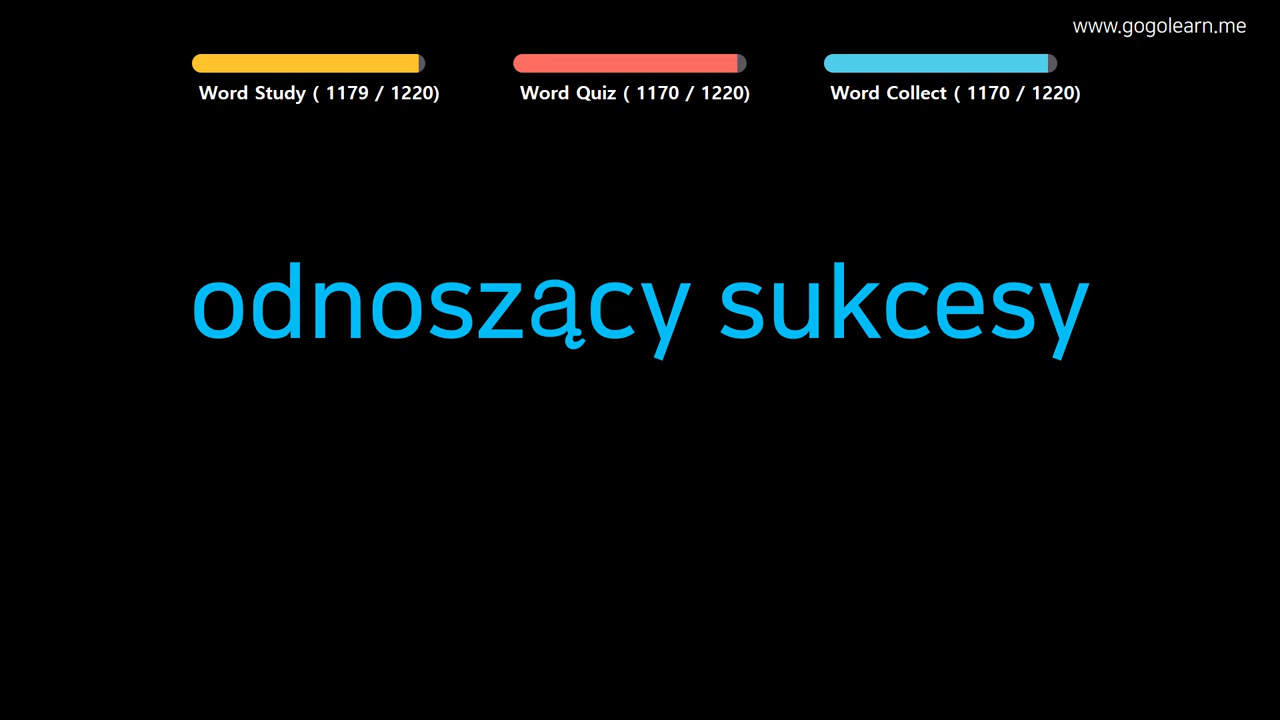 www.gogolearn.me
Word Study ( 1179 / 1220)
Word Quiz ( 1170 / 1220)
Word Collect ( 1170 / 1220)
odnoszący sukcesy